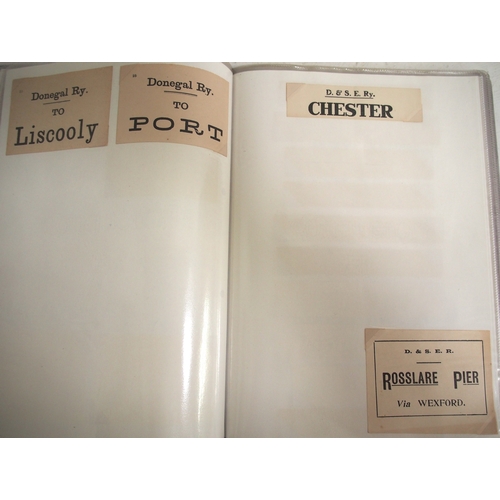 Donegal Ry.
TO
Liscooly
Donegal Ry.
TO
PORT
D. & S. E. Ry.
CHESTER
D. & S. E. R.
ROSSLARE PIER
Via WEXFORD.